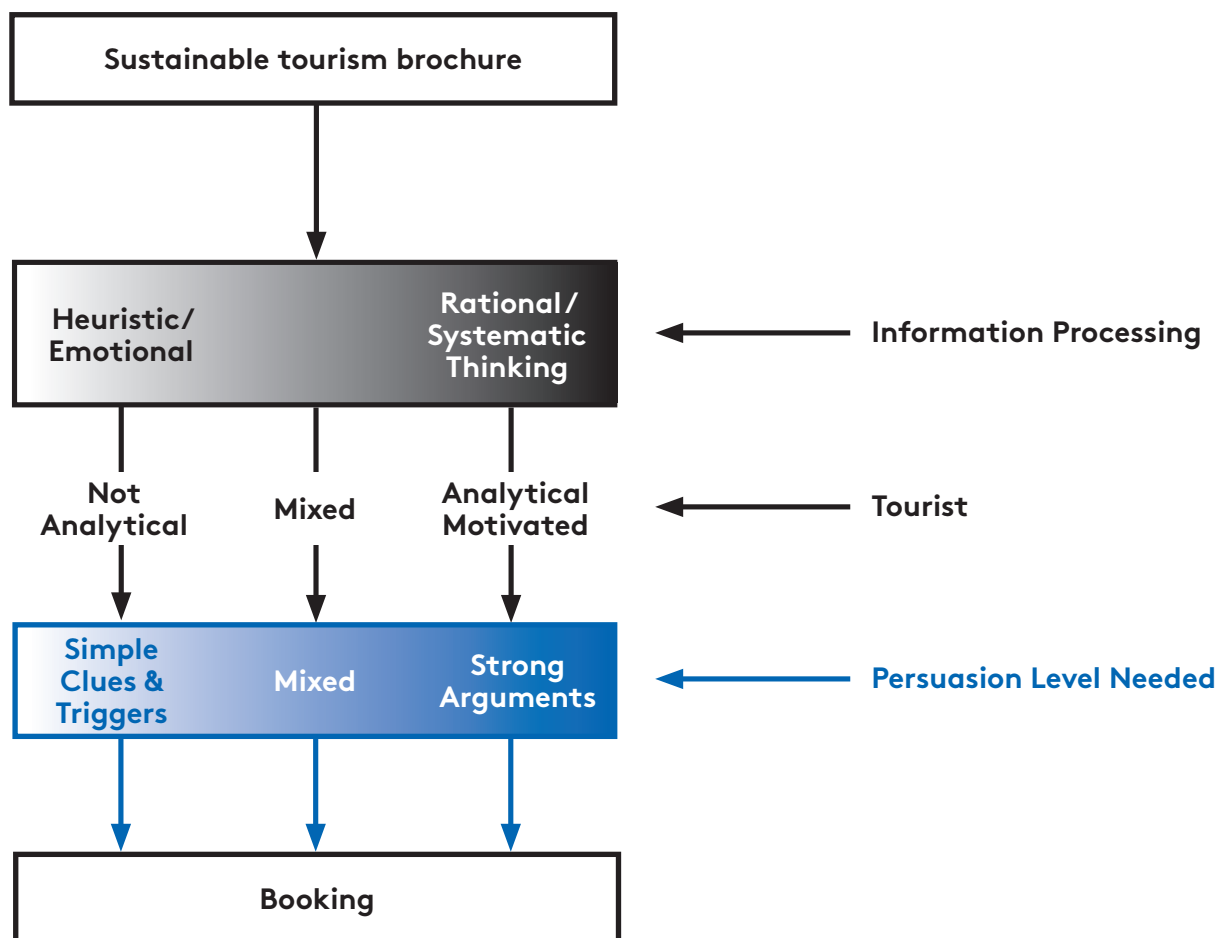 Sustainable tourism brochure
Heuristic/
Emotional
Rational/
Systematic
Thinking
Information Processing
Not
Analytical
Mixed
Analytical
Motivated
Tourist
Simple
Clues &
Triggers
Mixed
Strong
Arguments
Persuasion Level Needed
Booking